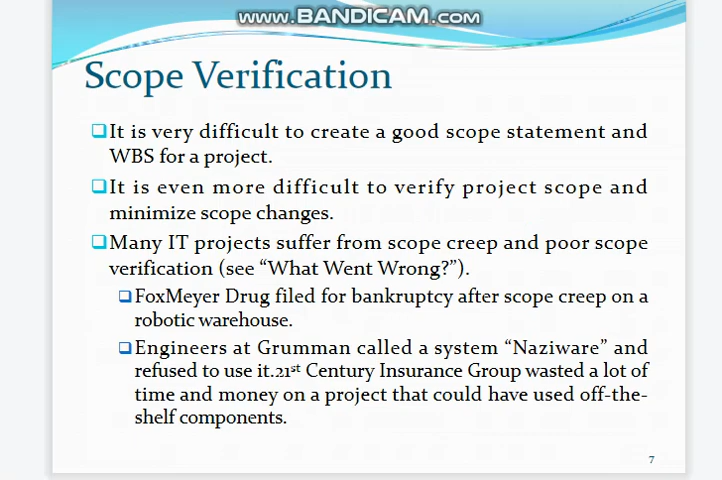 www.BANDICAM.com
Scope Verification
It is very difficult to create a good scope statement and
WBS for a project.
It is even more difficult to verify project scope and
minimize scope changes.
Many IT projects suffer from scope creep and poor scope
verification (see “What Went Wrong?”).
FoxMeyer Drug filed for bankruptcy after scope creep on a
robotic warehouse.
Engineers at Grumman called a system “Naziware” and
refused to use it.21st Century Insurance Group wasted a lot of
time and money on a project that could have used off-the-
shelf components.
7